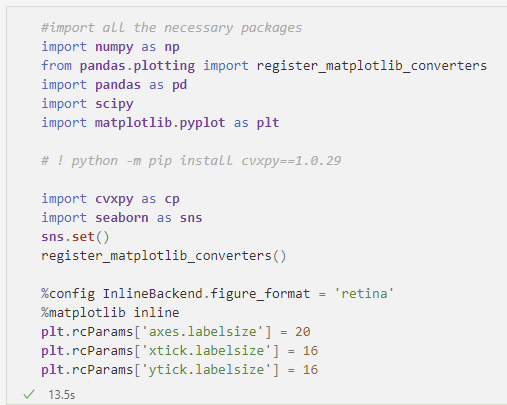 #import all the necessary packages
import numpy as np
from pandas.plotting import register_matplotlib_converters
import pandas as pd
import scipy
import matplotlib.pyplot as plt
# ! python -m pip install cvxpy==1.0.29
import cvxpy as cp
import seaborn as sns
sns.set()
register_matplotlib_converters()
%config InlineBackend.figure_format = 'retina'
%matplotlib inline
plt.rcParams['axes.labelsize'] = 20
plt.rcParams['xtick.labelsize'] = 16
plt.rcParams['ytick.labelsize'] = 16
✓ 13.5s